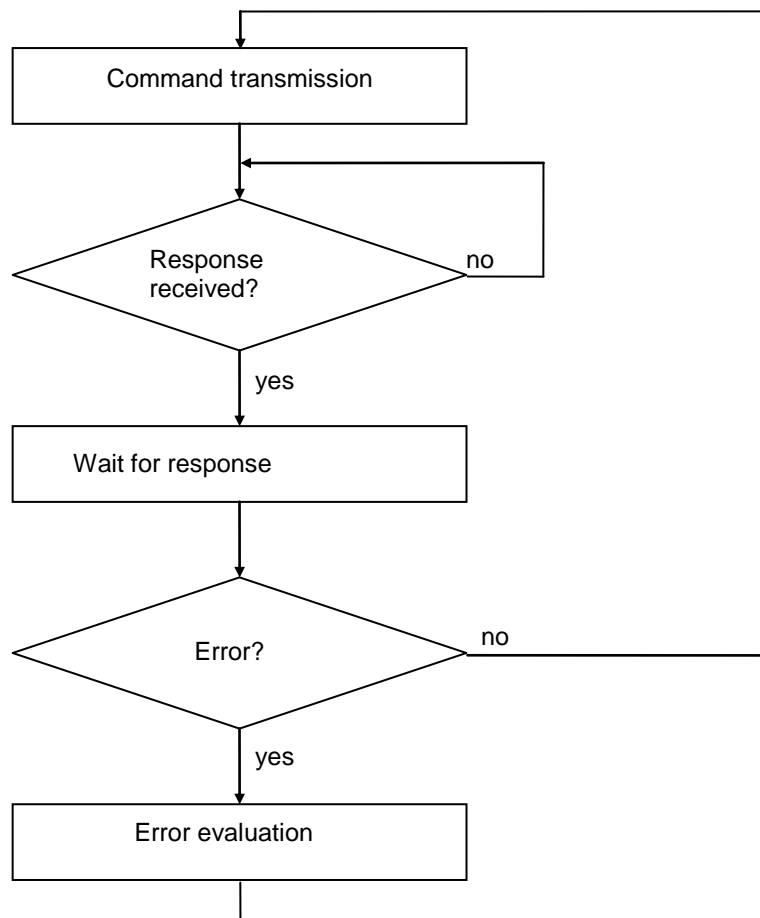 Command transmission
Response
received?
no
yes
Wait for response
Error?
no
yes
Error evaluation